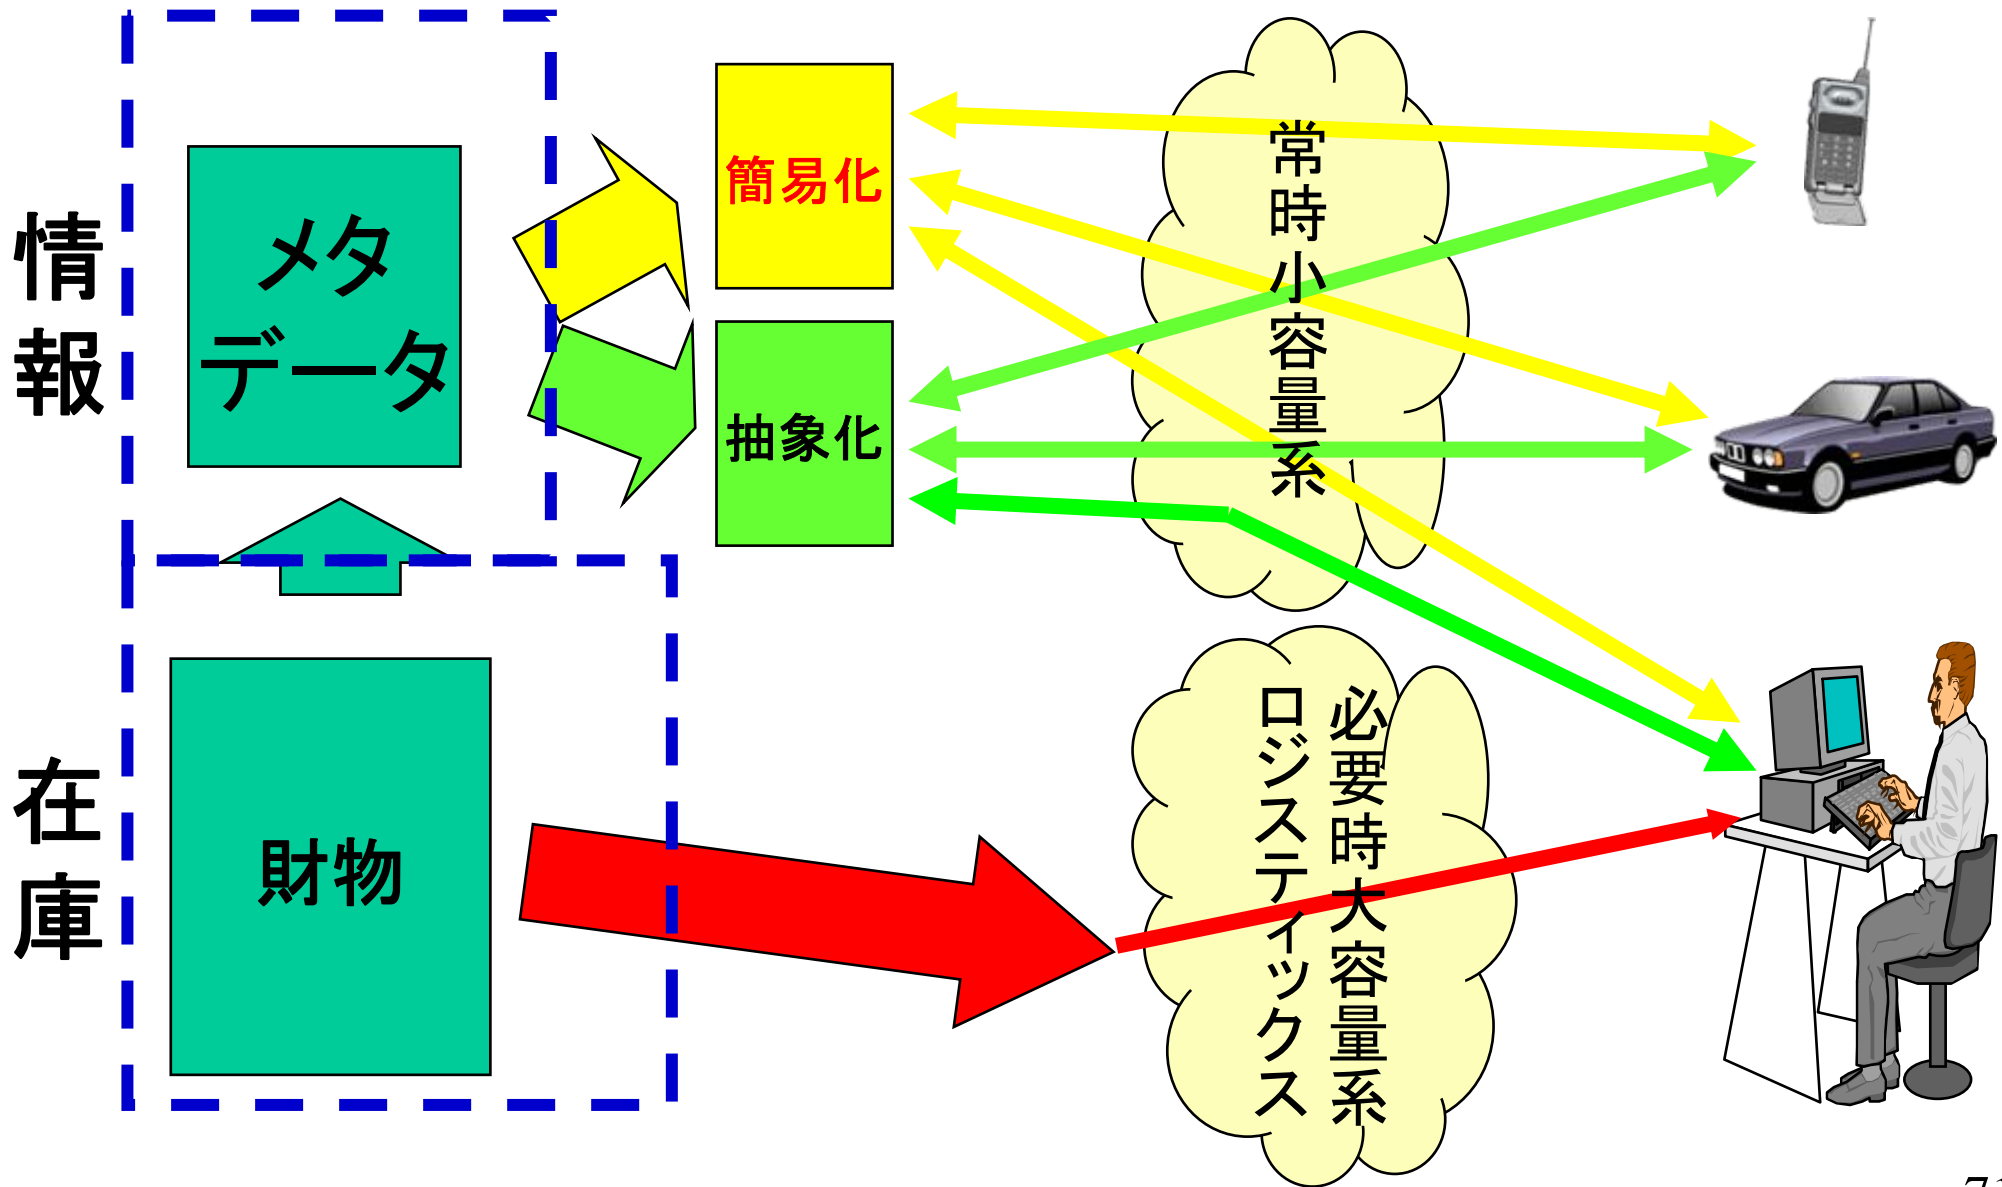 情報
メタ
データ
簡易化
抽象化
常時小容量系
在庫
財物
必要時大容量系
ロジスティックス